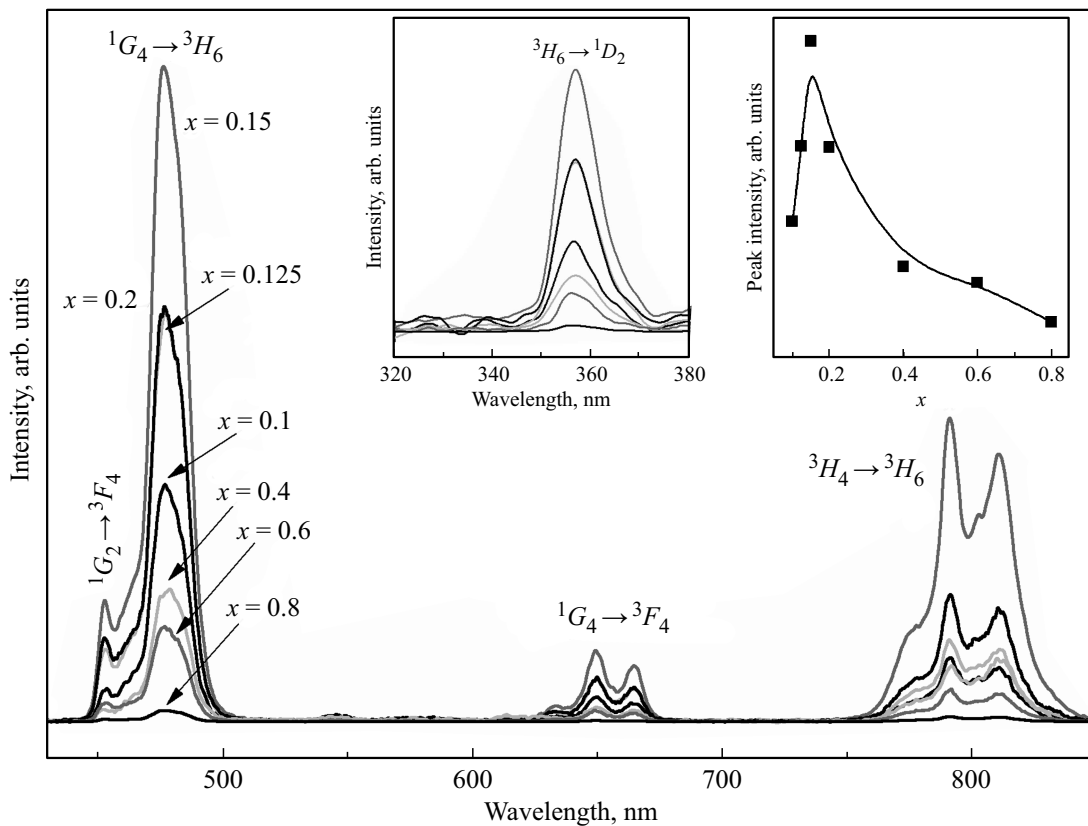 ¹G₄ → ³H₆
x = 0.15
x = 0.125
x = 0.2
x = 0.1
x = 0.4
x = 0.6
x = 0.8
¹G₂ → ³F₄
¹G₄ → ³F₄
³H₄ → ³H₆
Intensity, arb. units
500 600 700 800
Wavelength, nm
³H₆ → ¹D₂
Intensity, arb. units
320 340 360 380
Wavelength, nm
Peak intensity, arb. units
0.2 0.4 0.6 0.8
x